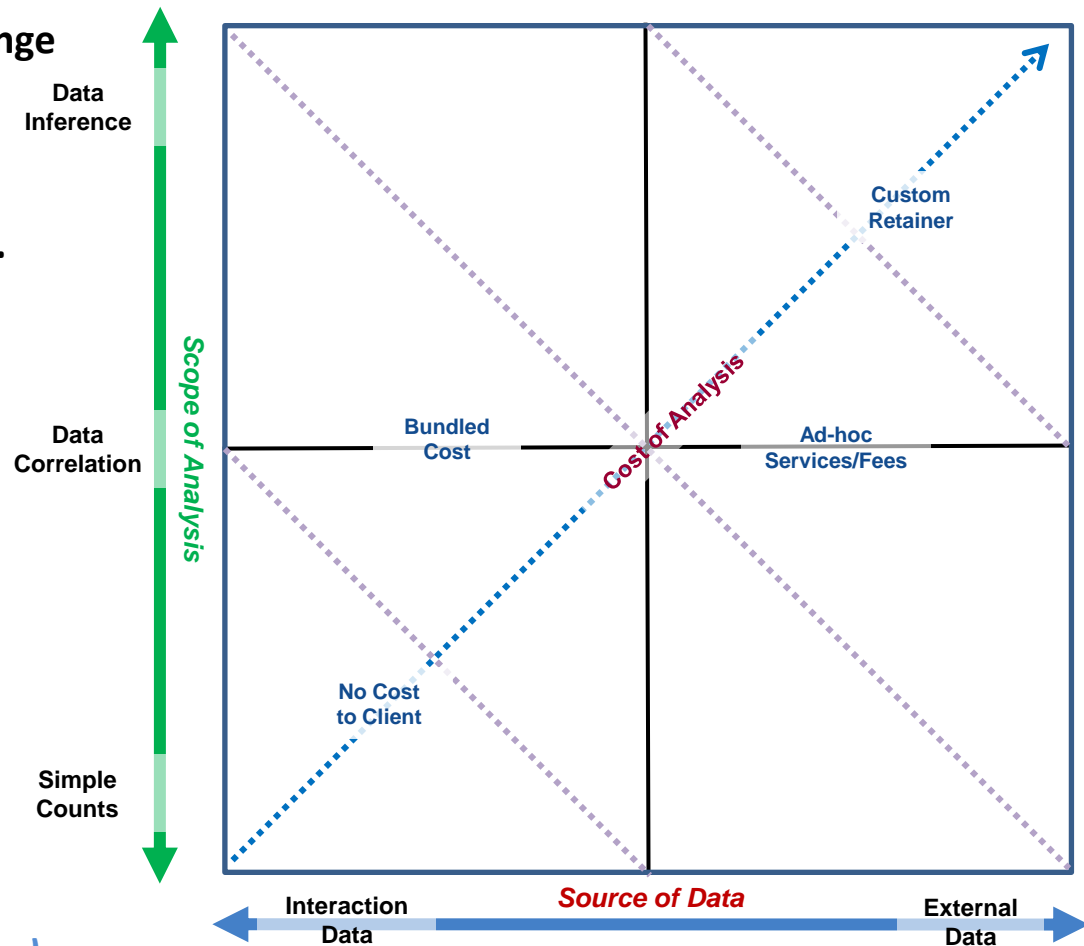 nge
.
Data
Inference
Custom
Retainer
Scope of Analysis
Cost of Analysis
Data
Correlation
Bundled
Cost
Ad-hoc
Services/Fees
No Cost
to Client
Simple
Counts
Source of Data
Interaction
Data
External
Data